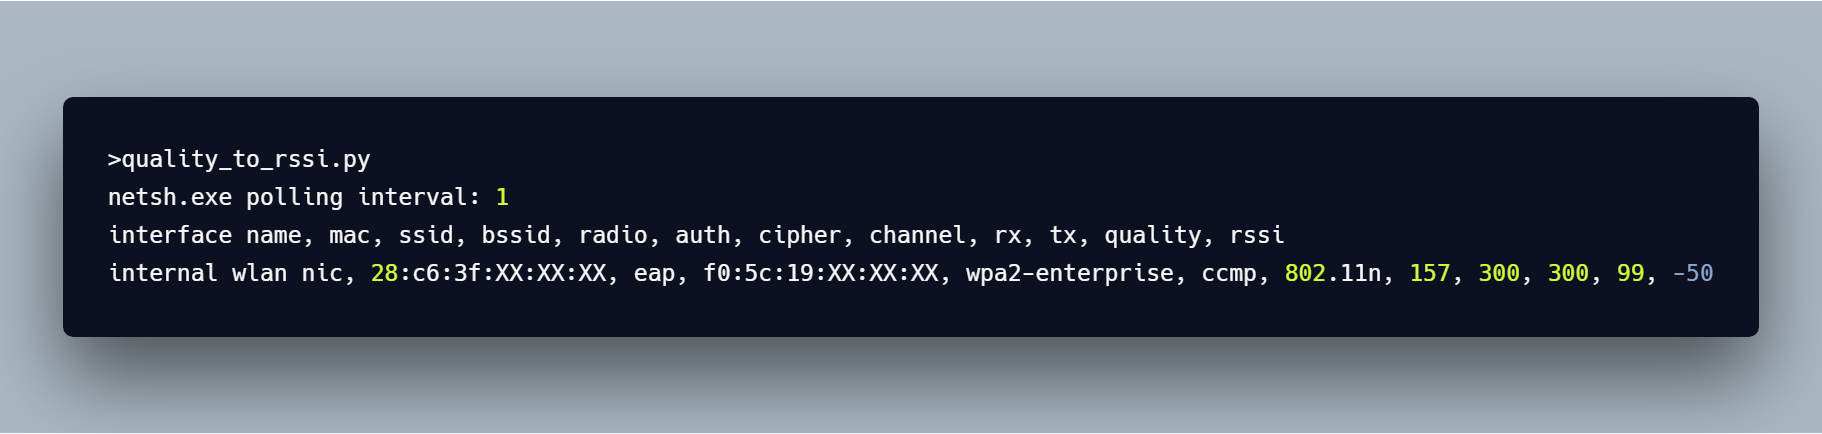 >quality_to_rssi.py
netsh.exe polling interval: 1
interface name, mac, ssid, bssid, radio, auth, cipher, channel, rx, tx, quality, rssi
internal wlan nic, 28:c6:3f:XX:XX:XX, eap, f0:5c:19:XX:XX:XX, wpa2-enterprise, ccmp, 802.11n, 157, 300, 300, 99, -50